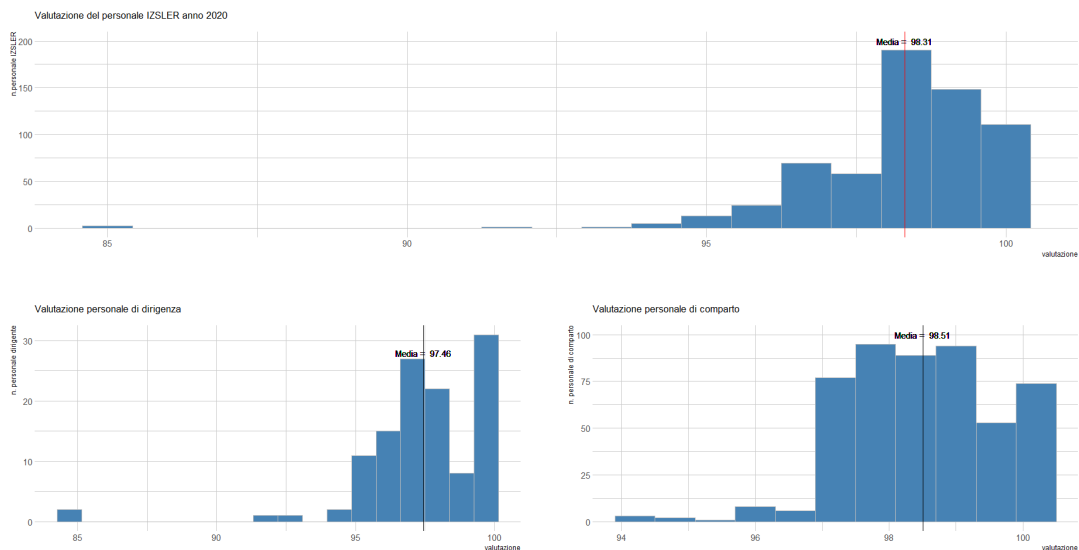 Valutazione del personale IZSLER anno 2020
n.personale IZSLER
200
150
100
50
0
Media = 98.31
85
90
95
100
valutazione
Valutazione personale di dirigenza
n. personale dirigente
30
20
10
0
Media = 97.46
85
90
95
100
valutazione
Valutazione personale di comparto
n. personale di comparto
100
75
50
25
0
Media = 98.51
94
96
98
100
valutazione